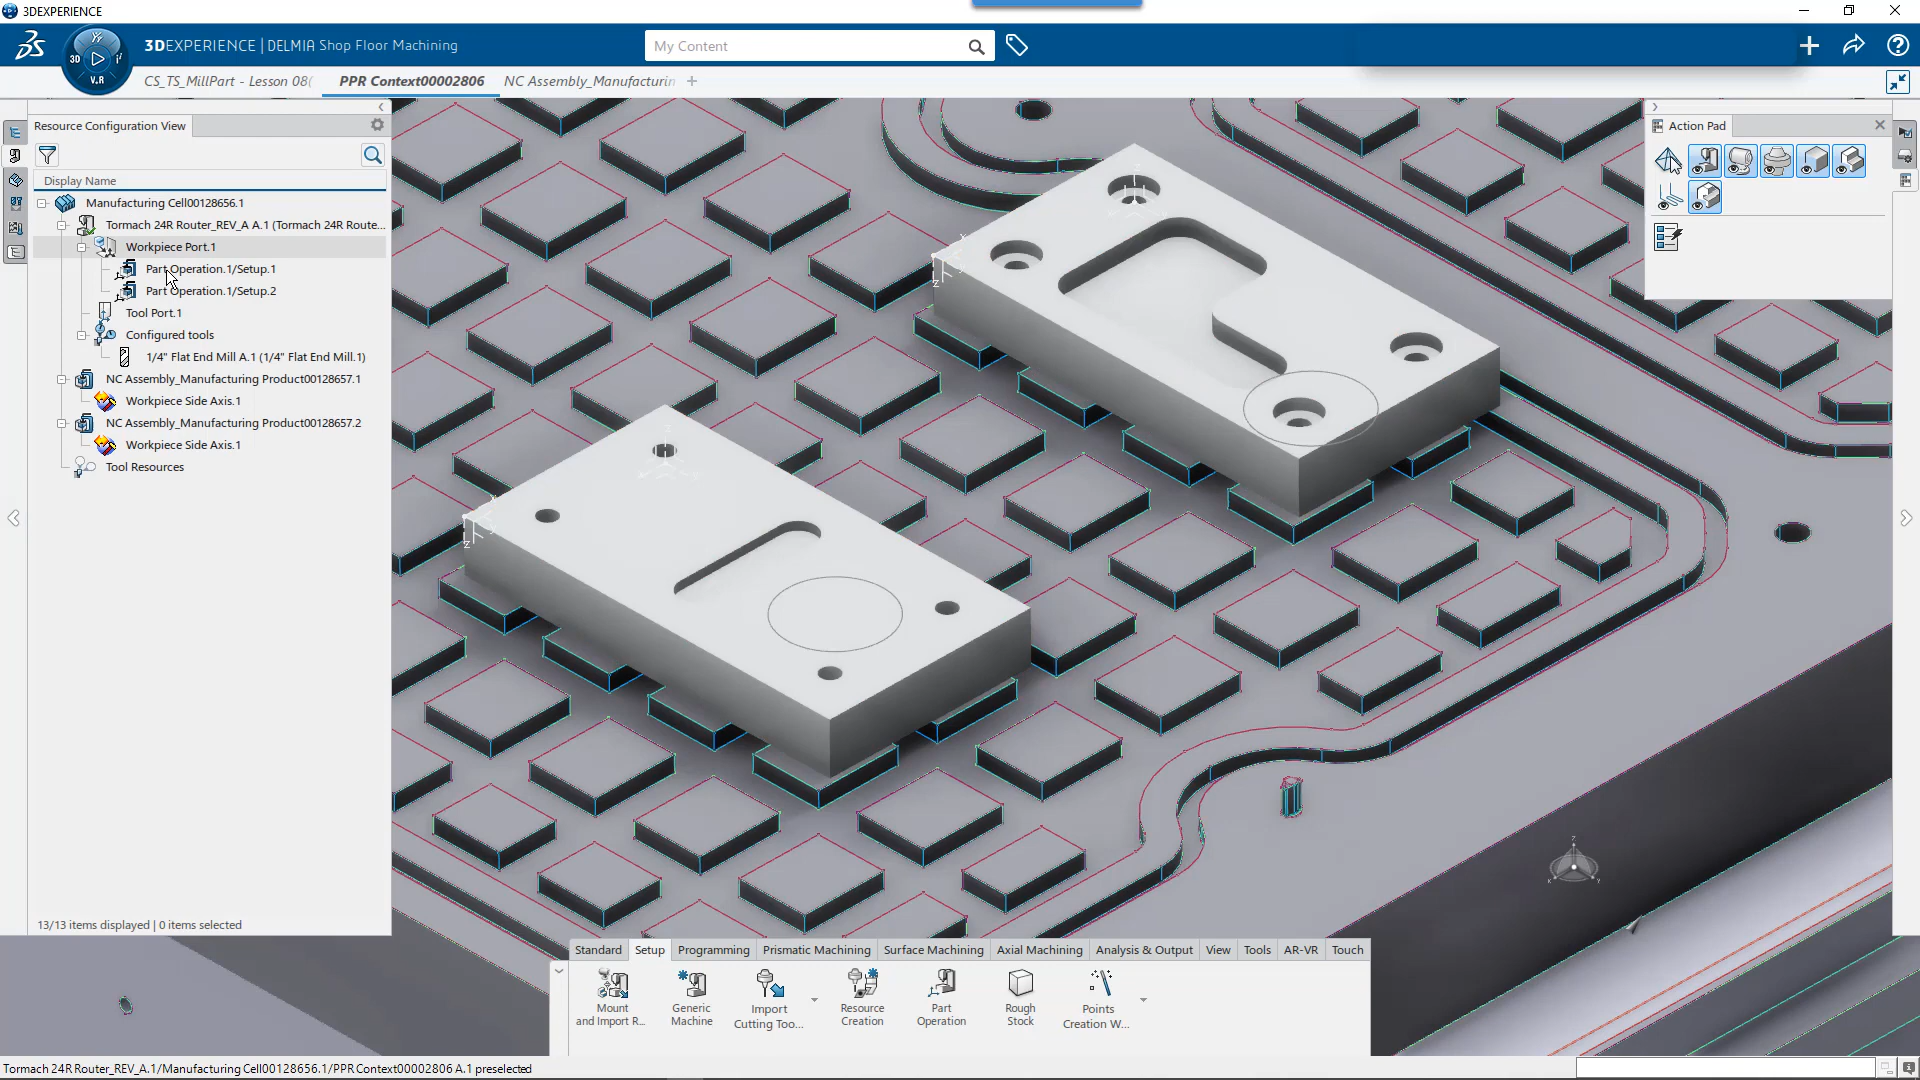 3DEXPERIENCE
3DEXPERIENCE | DELMIA Shop Floor Machining
My Content
3D
V.R
CS_TS_MillPart - Lesson 08(
PPR Context00002806
NC Assembly_Manufacturin
Resource Configuration View
Display Name
Manufacturing Cell00128656.1
Tormach 24R Router_REV_A A.1 (Tormach 24R Route...
Workpiece Port.1
Part Operation.1/Setup.1
Part Operation.1/Setup.2
Tool Port.1
Configured tools
1/4" Flat End Mill A.1 (1/4" Flat End Mill.1)
NC Assembly_Manufacturing Product00128657.1
Workpiece Side Axis.1
NC Assembly_Manufacturing Product00128657.2
Workpiece Side Axis.1
Tool Resources
13/13 items displayed | 0 items selected
Action Pad
Standard
Setup
Programming
Prismatic Machining
Surface Machining
Axial Machining
Analysis & Output
View
Tools
AR-VR
Touch
Mount
and Import R...
Generic
Machine
Import
Cutting Too...
Resource
Creation
Part
Operation
Rough
Stock
Points
Creation W...
Tormach 24R Router_REV_A.1/Manufacturing Cell00128656.1/PPR Context00002806 A.1 preselected